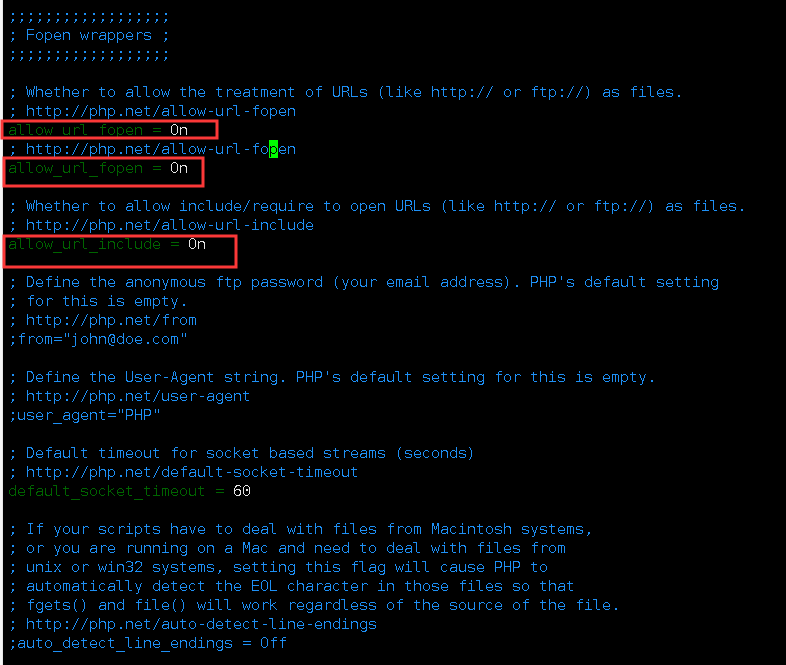 ;;;;;;;;;;;;;;;;;;
; Fopen wrappers ;
;;;;;;;;;;;;;;;;;;
; Whether to allow the treatment of URLs (like http:// or ftp://) as files.
; http://php.net/allow-url-fopen
allow_url_fopen = On
; http://php.net/allow-url-fopen
allow_url_fopen = On
; Whether to allow include/require to open URLs (like http:// or ftp://) as files.
; http://php.net/allow-url-include
allow_url_include = On
; Define the anonymous ftp password (your email address). PHP's default setting
; for this is empty.
; http://php.net/from
;from="john@doe.com"
; Define the User-Agent string. PHP's default setting for this is empty.
; http://php.net/user-agent
;user_agent="PHP"
; Default timeout for socket based streams (seconds)
; http://php.net/default-socket-timeout
default_socket_timeout = 60
; If your scripts have to deal with files from Macintosh systems,
; or you are running on a Mac and need to deal with files from
; unix or win32 systems, setting this flag will cause PHP to
; automatically detect the EOL character in those files so that
; fgets() and file() will work regardless of the source of the file.
; http://php.net/auto-detect-line-endings
;auto_detect_line_endings = Off